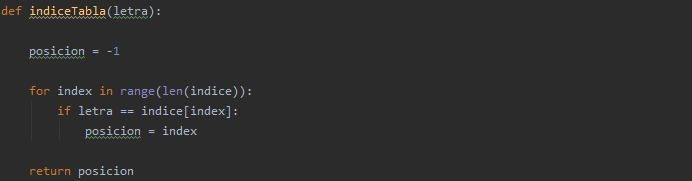 def indiceTabla(letra):
posicion = -1
for index in range(len(indice)):
if letra == indice[index]:
posicion = index
return posicion